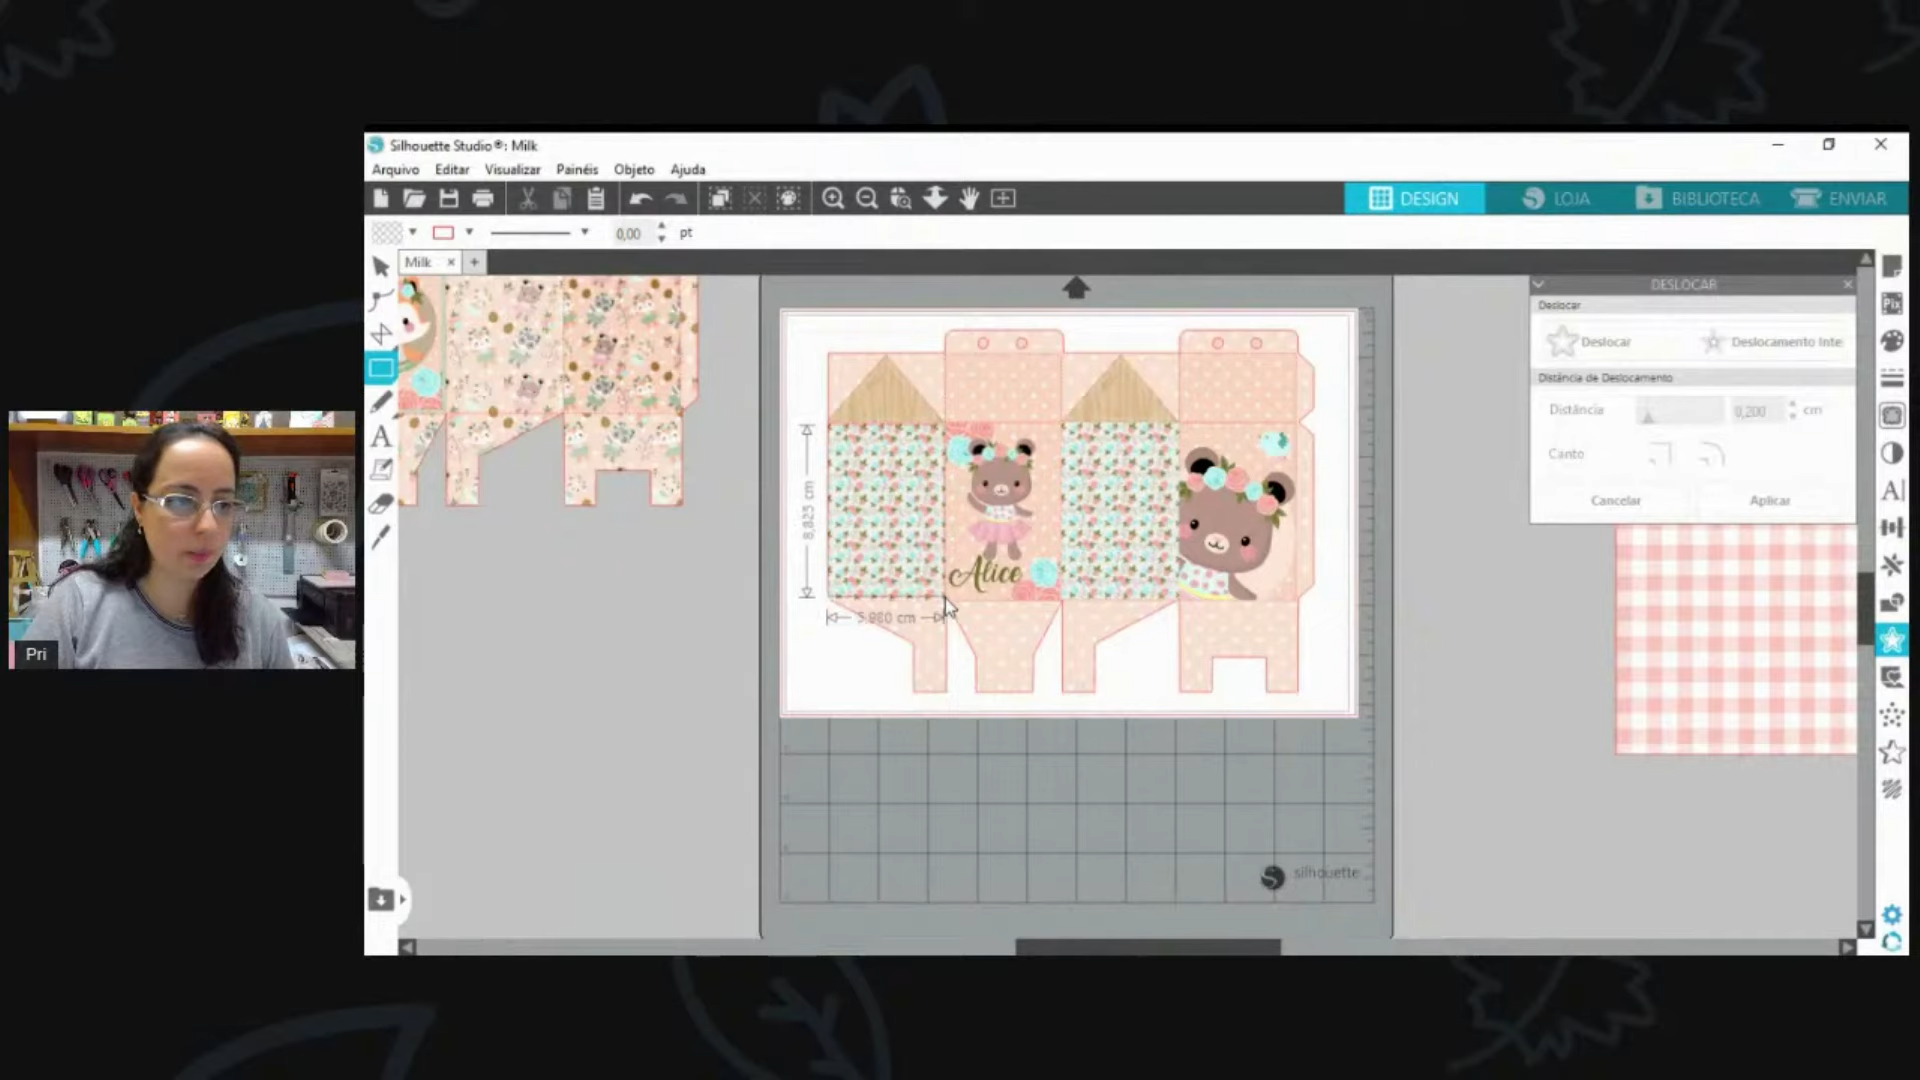 Silhouette Studio®: Milk
Arquivo Editar Visualizar Painéis Objeto Ajuda
DESIGN LOJA BIBLIOTECA ENVIAR
0,00 pt
Milk
DESLOCAR
Deslocar
Deslocar Deslocamento Inte
Distância de Deslocamento
Distância 0,200 cm
Canto
Cancelar Aplicar
8,825 cm
Alice
5,980 cm
Pri
silhouette